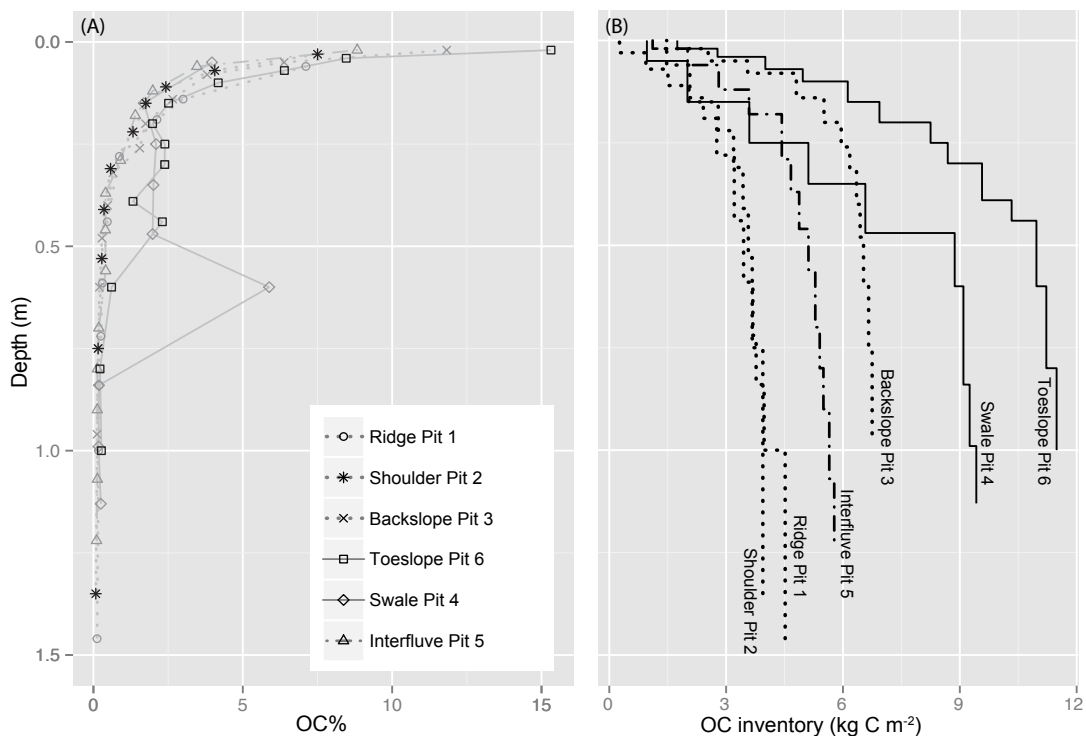 (A)
0.0
0.5
1.0
1.5
Depth (m)
0
5
10
15
OC%
Ridge Pit 1
Shoulder Pit 2
Backslope Pit 3
Toeslope Pit 6
Swale Pit 4
Interfluve Pit 5
(B)
Shoulder Pit 2
Ridge Pit 1
Interfluve Pit 5
Backslope Pit 3
Swale Pit 4
Toeslope Pit 6
0
3
6
9
12
OC inventory (kg C m⁻²)